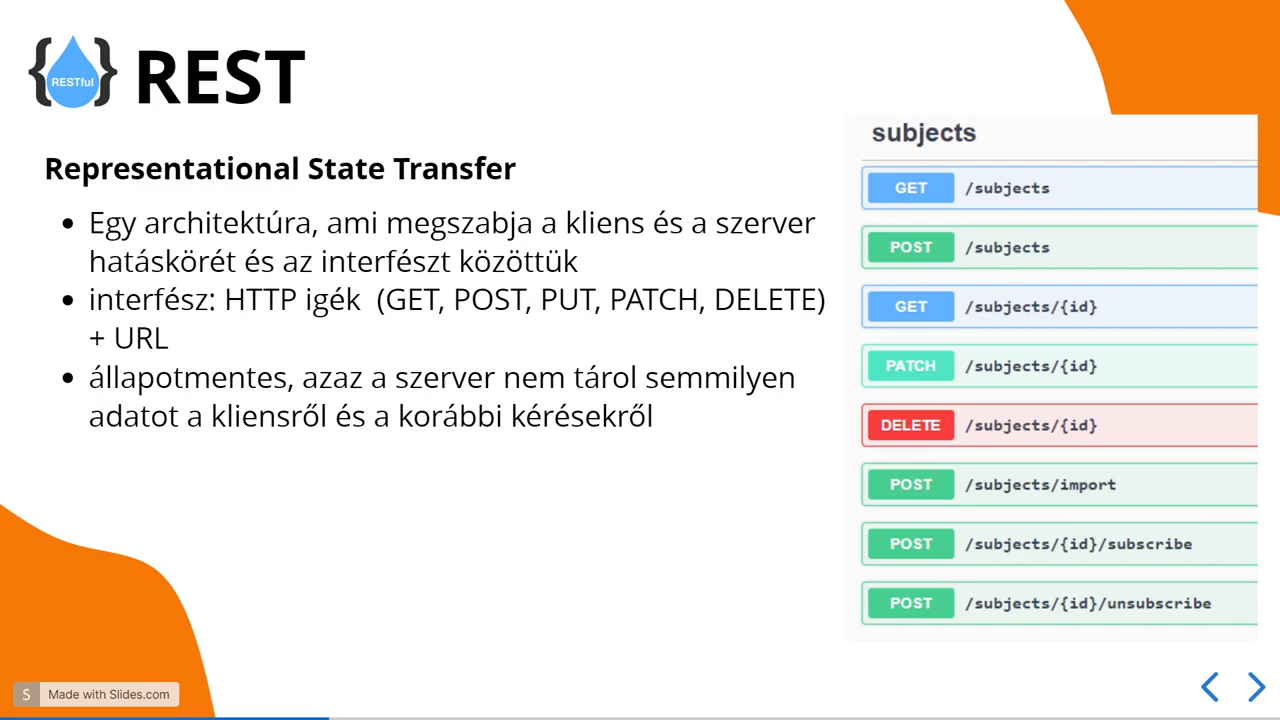 {RESTful} REST
Representational State Transfer
• Egy architektúra, ami megszabja a kliens és a szerver
hatáskörét és az interfészt közöttük
• interfész: HTTP igék (GET, POST, PUT, PATCH, DELETE)
+ URL
• állapotmentes, azaz a szerver nem tárol semmilyen
adatot a kliensről és a korábbi kérésekről
subjects
GET /subjects
POST /subjects
GET /subjects/{id}
PATCH /subjects/{id}
DELETE /subjects/{id}
POST /subjects/import
POST /subjects/{id}/subscribe
POST /subjects/{id}/unsubscribe
S Made with Slides.com